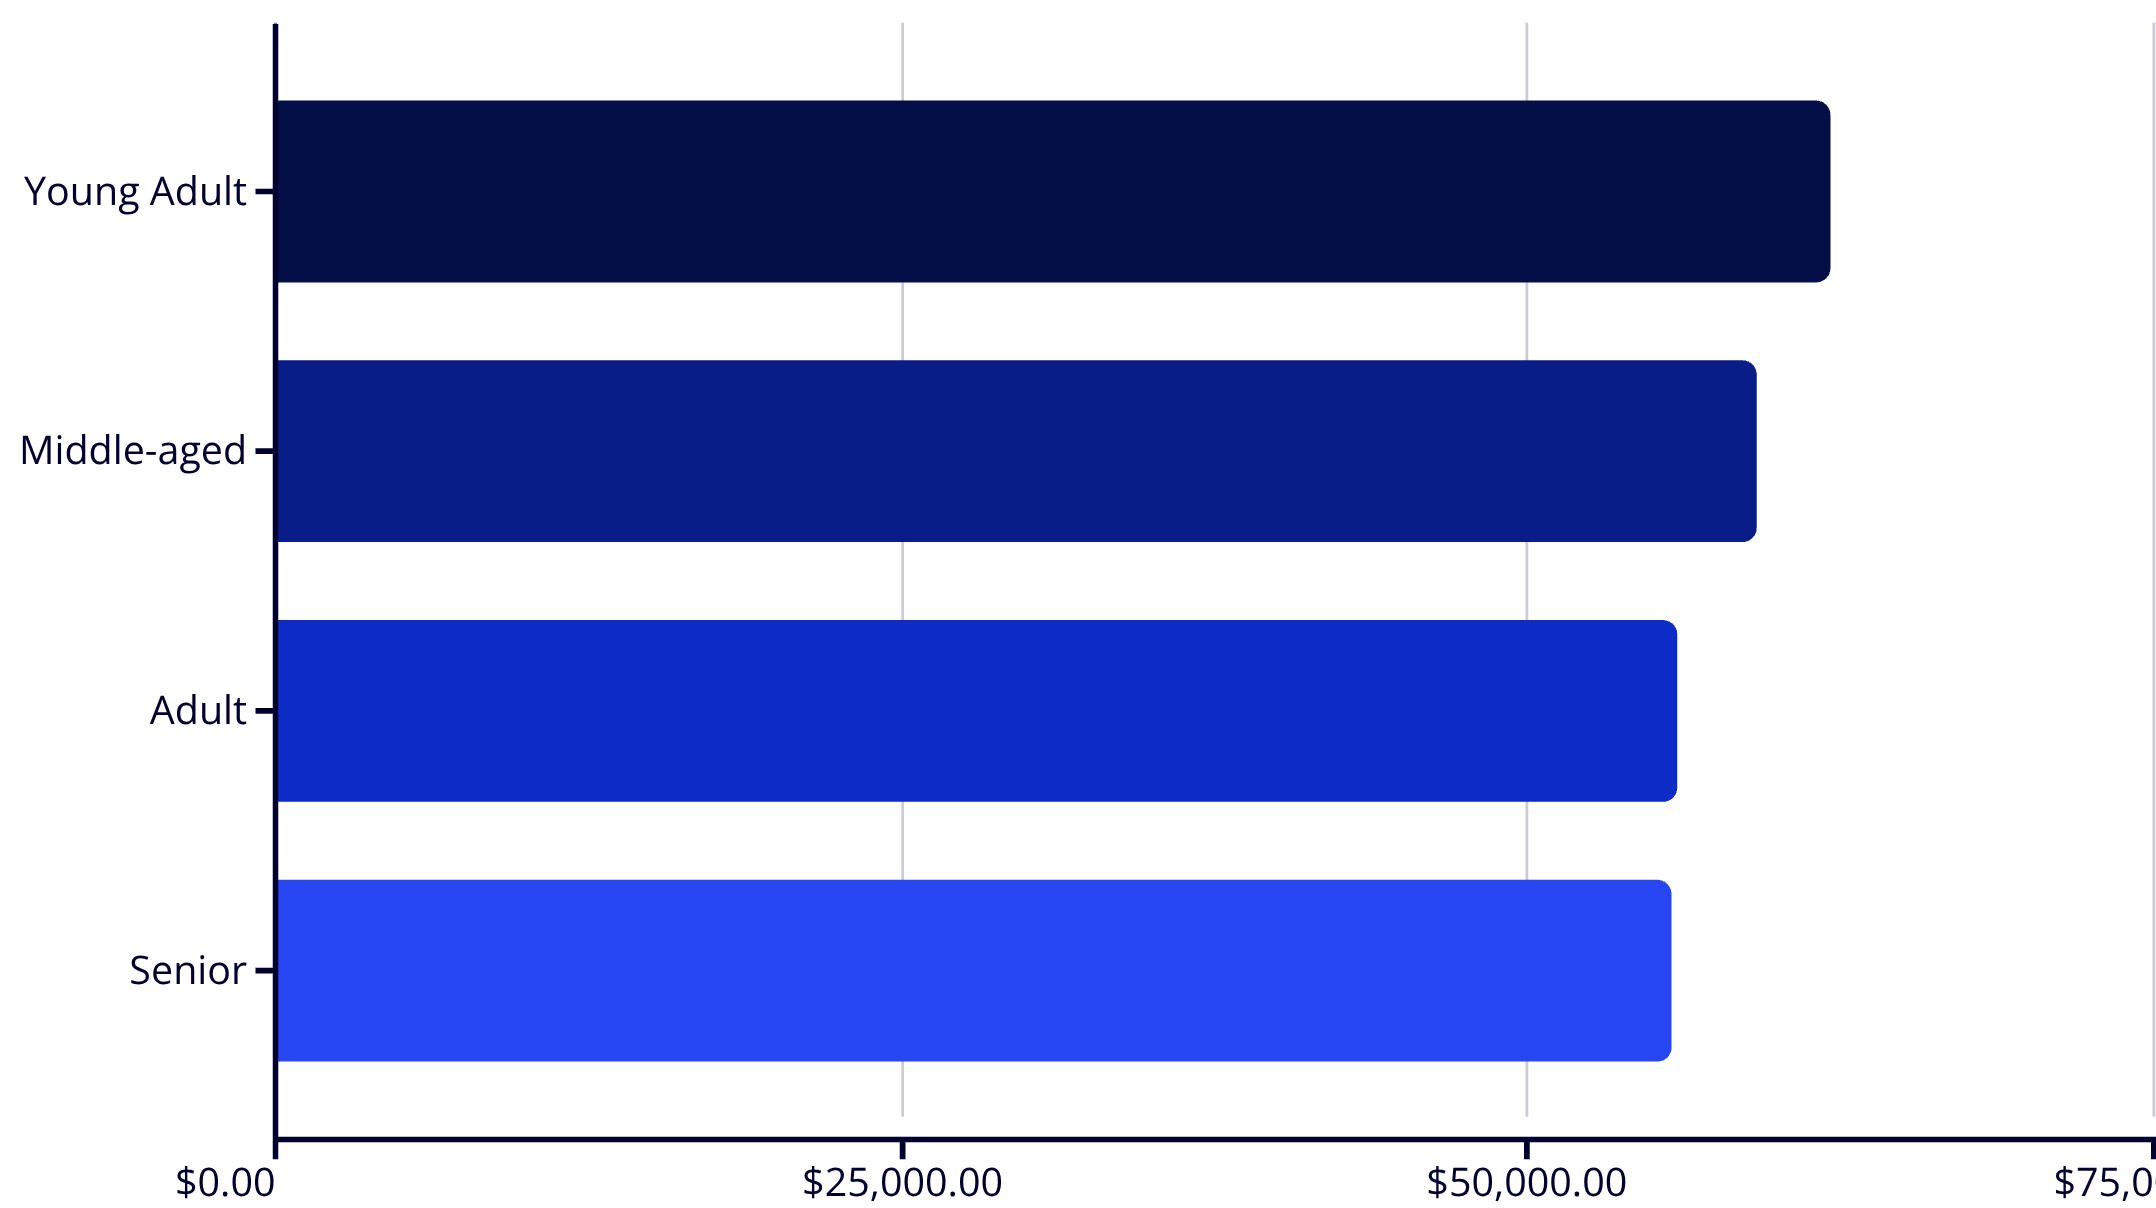 Young Adult
Middle-aged
Adult
Senior
$0.00 $25,000.00 $50,000.00 $75,0